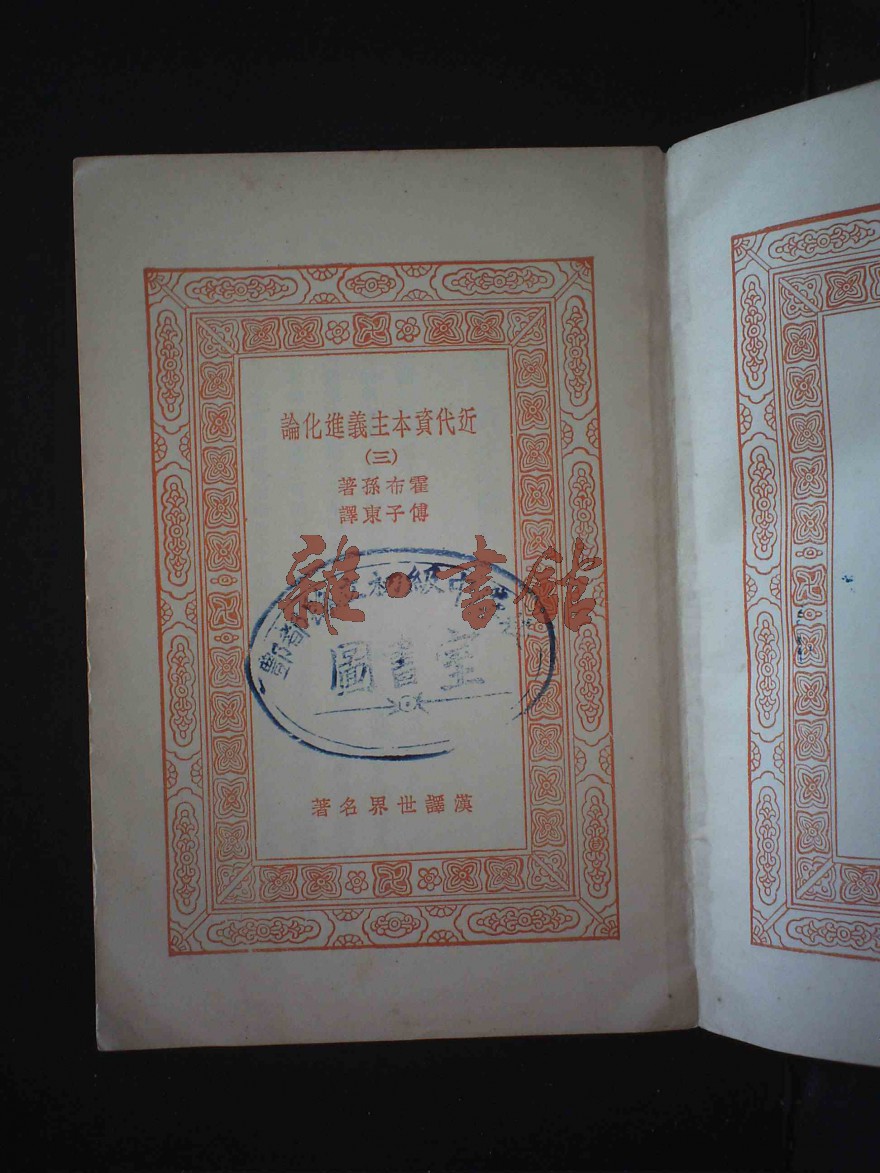 近代資本主義進化論
(三)
霍布孫著
傅子東譯
雜·書館
圖書室
漢譯世界名著